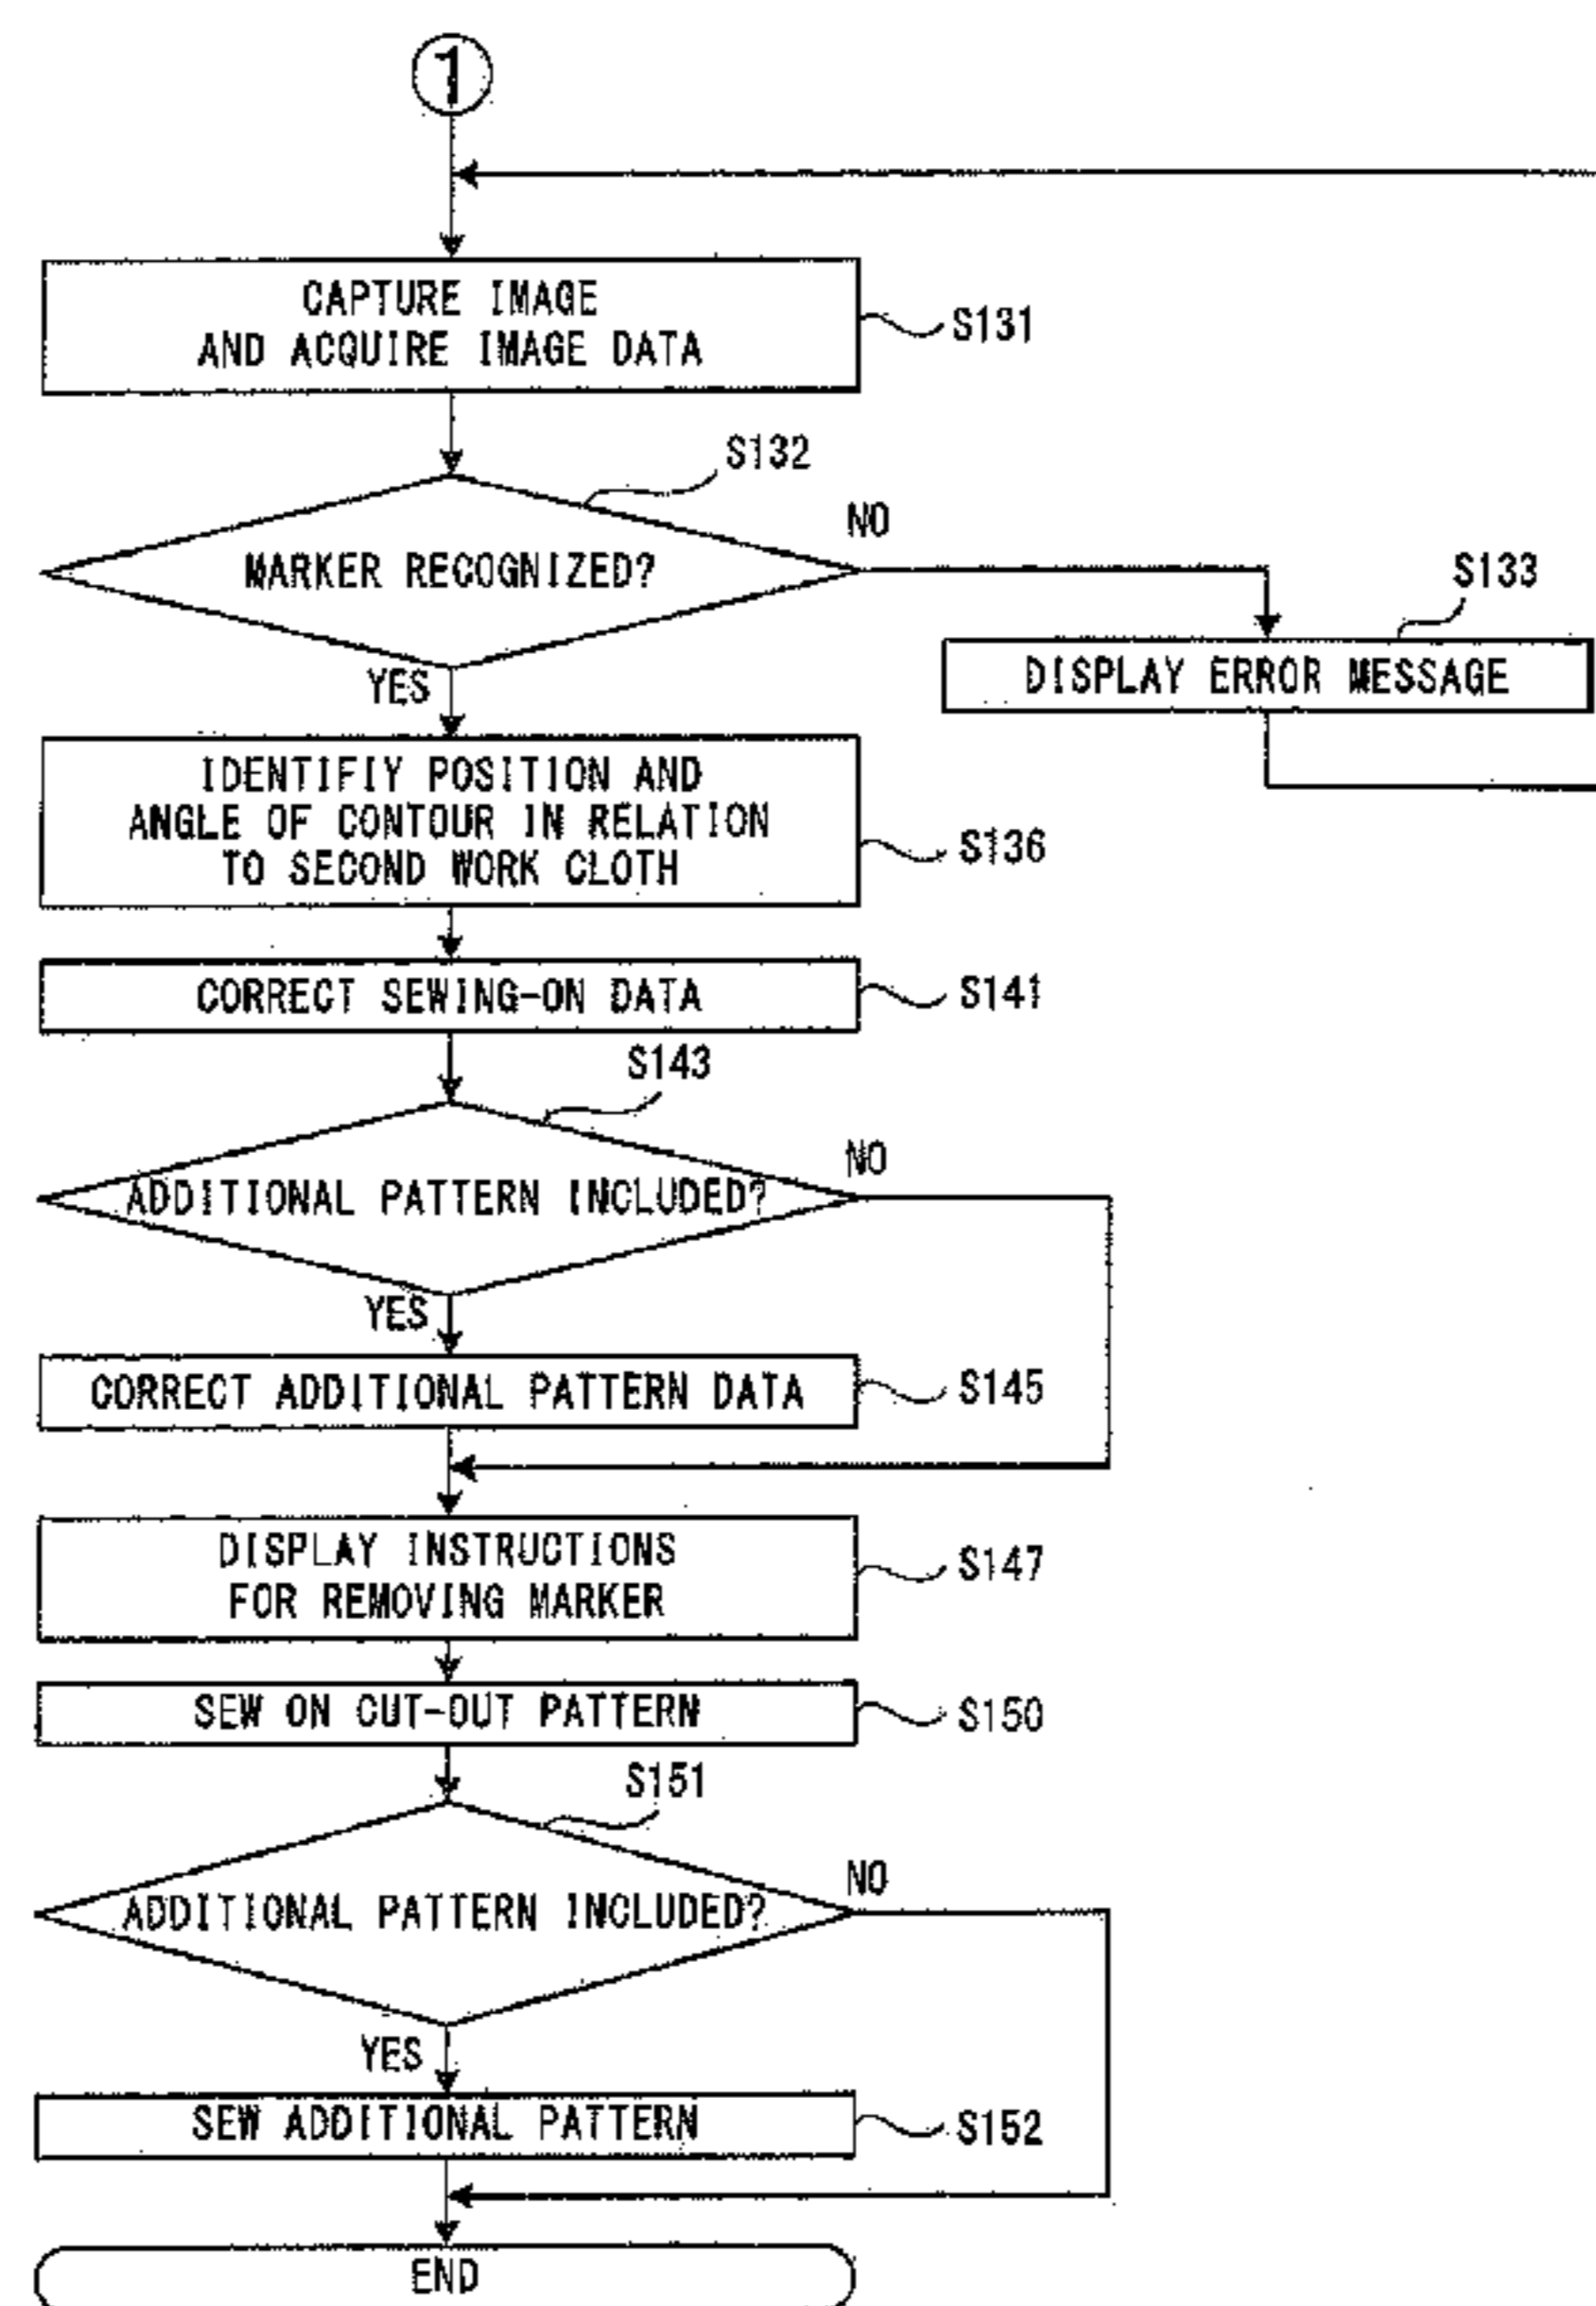 1
CAPTURE IMAGE
AND ACQUIRE IMAGE DATA
S131
S132
MARKER RECOGNIZED?
NO
S133
DISPLAY ERROR MESSAGE
YES
IDENTIFIY POSITION AND
ANGLE OF CONTOUR IN RELATION
TO SECOND WORK CLOTH
S136
CORRECT SEWING-ON DATA
S141
S143
ADDITIONAL PATTERN INCLUDED?
NO
YES
CORRECT ADDITIONAL PATTERN DATA
S145
DISPLAY INSTRUCTIONS
FOR REMOVING MARKER
S147
SEW ON CUT-OUT PATTERN
S150
S151
ADDITIONAL PATTERN INCLUDED?
NO
YES
SEW ADDITIONAL PATTERN
S152
END